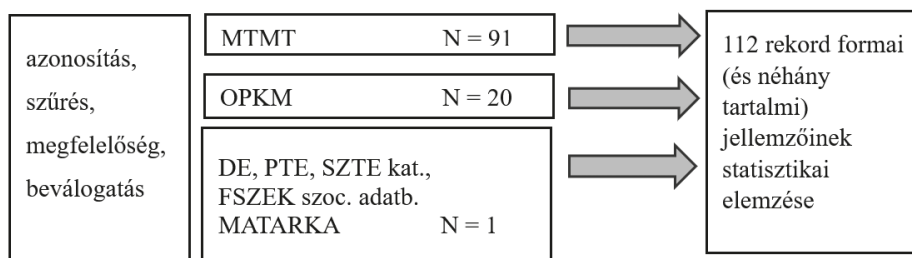 azonosítás,
szűrés,
megfelelőség,
beválogatás
MTMT N = 91
OPKM N = 20
DE, PTE, SZTE kat.,
FSZEK szoc. adatb.
MATARKA N = 1
112 rekord formai
(és néhány
tartalmi)
jellemzőinek
statisztikai
elemzése